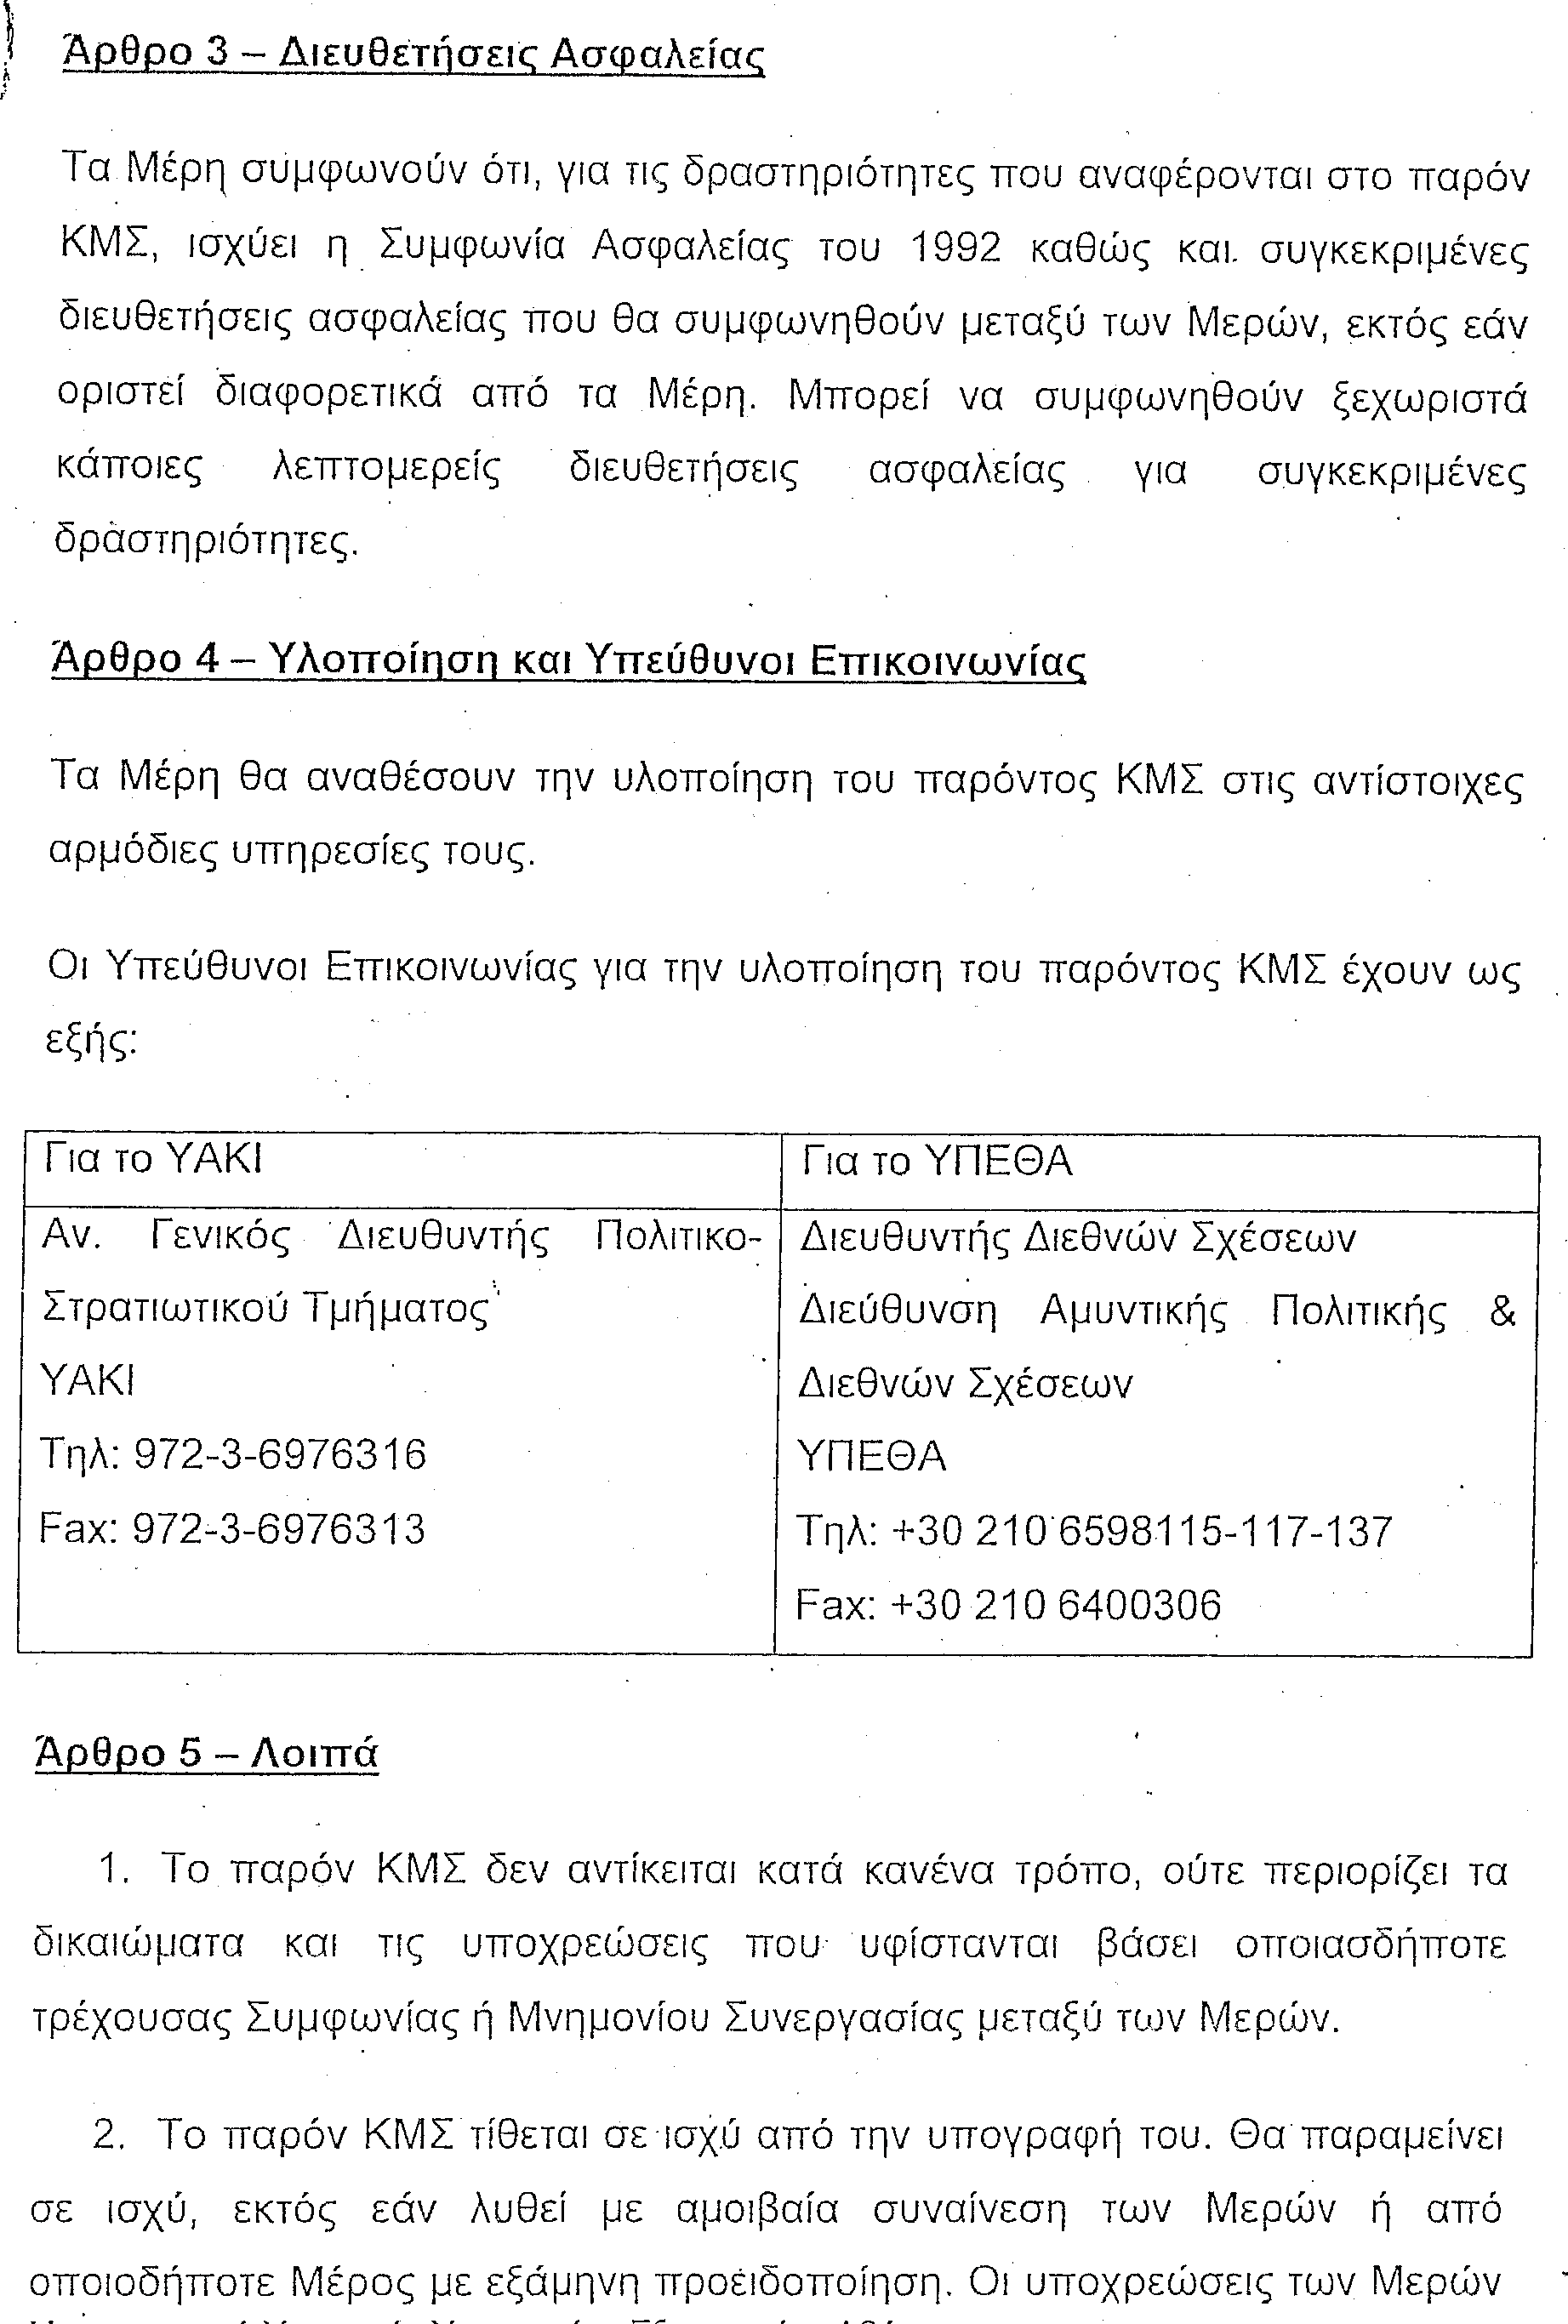 Άρθρο 3 – Διευθετήσεις Ασφαλείας
Τα Μέρη συμφωνούν ότι, για τις δραστηριότητες που αναφέρονται στο παρόν
ΚΜΣ, ισχύει η Συμφωνία Ασφαλείας του 1992 καθώς και συγκεκριμένες
διευθετήσεις ασφαλείας που θα συμφωνηθούν μεταξύ των Μερών, εκτός εάν
οριστεί διαφορετικά από τα Μέρη. Μπορεί να συμφωνηθούν ξεχωριστά
κάποιες λεπτομερείς διευθετήσεις ασφαλείας για συγκεκριμένες
δραστηριότητες.
Άρθρο 4 – Υλοποίηση και Υπεύθυνοι Επικοινωνίας
Τα Μέρη θα αναθέσουν την υλοποίηση του παρόντος ΚΜΣ στις αντίστοιχες
αρμόδιες υπηρεσίες τους.
Οι Υπεύθυνοι Επικοινωνίας για την υλοποίηση του παρόντος ΚΜΣ έχουν ως
εξής:
Για το ΥΑΚΙ
Αν. Γενικός Διευθυντής Πολιτικο-
Στρατιωτικού Τμήματος
ΥΑΚΙ
Τηλ: 972-3-6976316
Fax: 972-3-6976313
Για το ΥΠΕΘΑ
Διευθυντής Διεθνών Σχέσεων
Διεύθυνση Αμυντικής Πολιτικής &
Διεθνών Σχέσεων
ΥΠΕΘΑ
Τηλ: +30 210 6598115-117-137
Fax: +30 210 6400306
Άρθρο 5 – Λοιπά
1. Το παρόν ΚΜΣ δεν αντίκειται κατά κανένα τρόπο, ούτε περιορίζει τα
δικαιώματα και τις υποχρεώσεις που υφίστανται βάσει οποιασδήποτε
τρέχουσας Συμφωνίας ή Μνημονίου Συνεργασίας μεταξύ των Μερών.
2. Το παρόν ΚΜΣ τίθεται σε ισχύ από την υπογραφή του. Θα παραμείνει
σε ισχύ, εκτός εάν λυθεί με αμοιβαία συναίνεση των Μερών ή από
οποιοδήποτε Μέρος με εξάμηνη προειδοποίηση. Οι υποχρεώσεις των Μερών